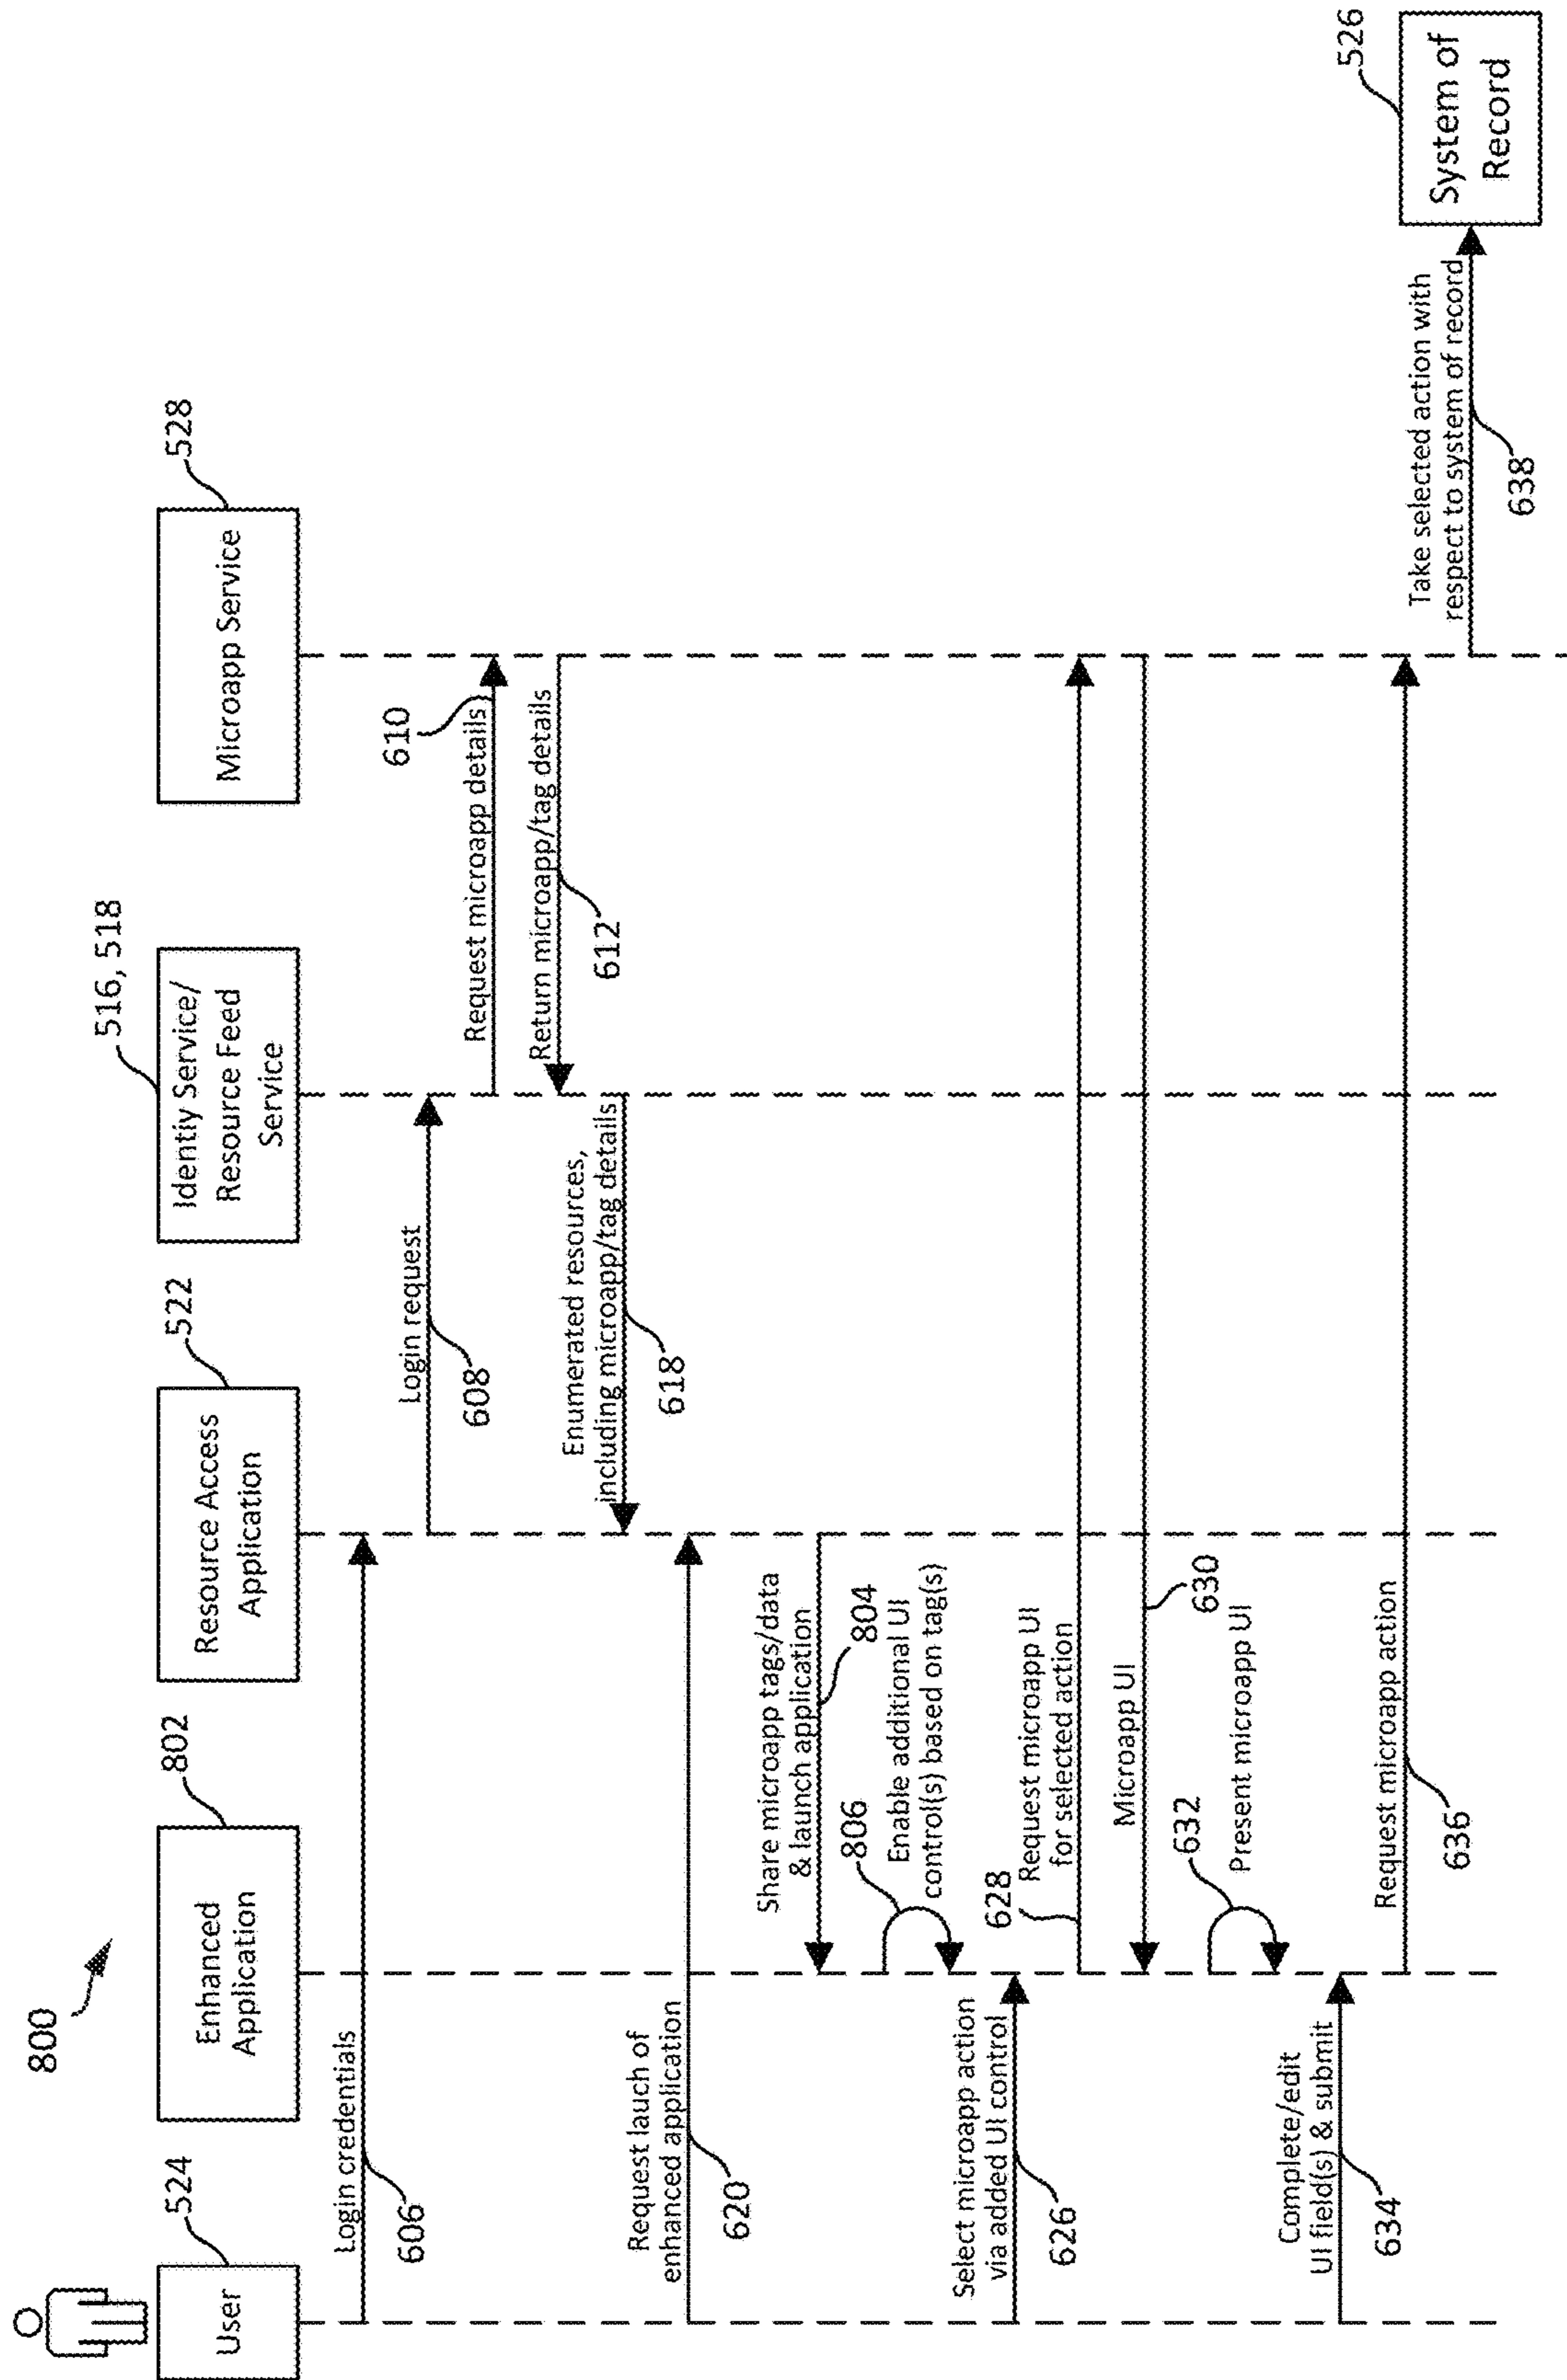 800
524
802
522
516, 518
528
User
Enhanced
Application
Resource Access
Application
Identiy Service/
Resource Feed
Service
Microapp Service
Login credentials
606
Login request
608
610
Request microapp details
Return microapp/tag details
612
Enumerated resources,
including microapp/tag details
618
Request lauch of
enhanced application
620
Share microapp tags/data
& launch application
804
806
Enable additional UI
control(s) based on tag(s)
Select microapp action
via added UI control
626
628
Request microapp UI
for selected action
Microapp UI
630
632
Present microapp UI
Complete/edit
UI field(s) & submit
634
Request microapp action
636
Take selected action with
respect to system of record
638
526
System of
Record